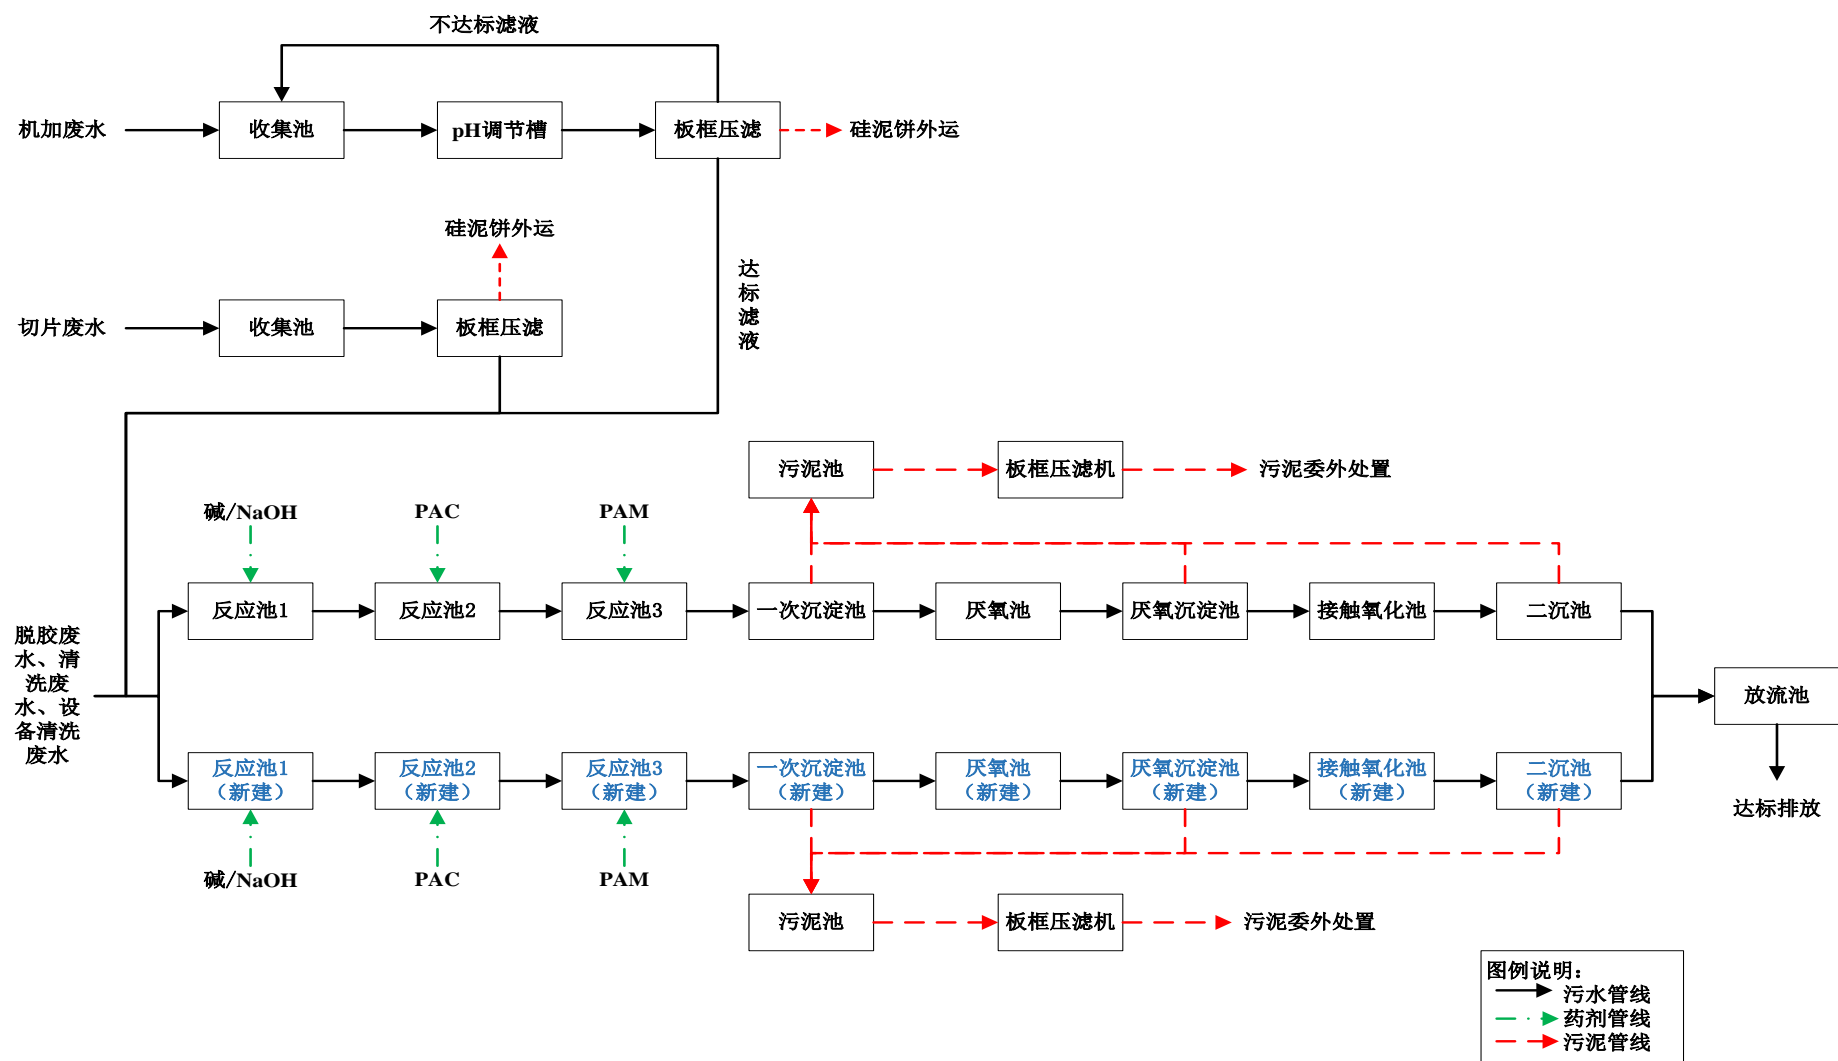 不达标滤液
机加废水
收集池
pH调节槽
板框压滤
硅泥饼外运
硅泥饼外运
达
标
滤
液
切片废水
收集池
板框压滤
污泥池
板框压滤机
污泥委外处置
碱/NaOH
PAC
PAM
反应池1
反应池2
反应池3
一次沉淀池
厌氧池
厌氧沉淀池
接触氧化池
二沉池
脱胶废
水、清
洗废
水、设
备清洗
废水
放流池
达标排放
反应池1
（新建）
反应池2
（新建）
反应池3
（新建）
一次沉淀池
（新建）
厌氧池
（新建）
厌氧沉淀池
（新建）
接触氧化池
（新建）
二沉池
（新建）
碱/NaOH
PAC
PAM
污泥池
板框压滤机
污泥委外处置
图例说明：
污水管线
药剂管线
污泥管线